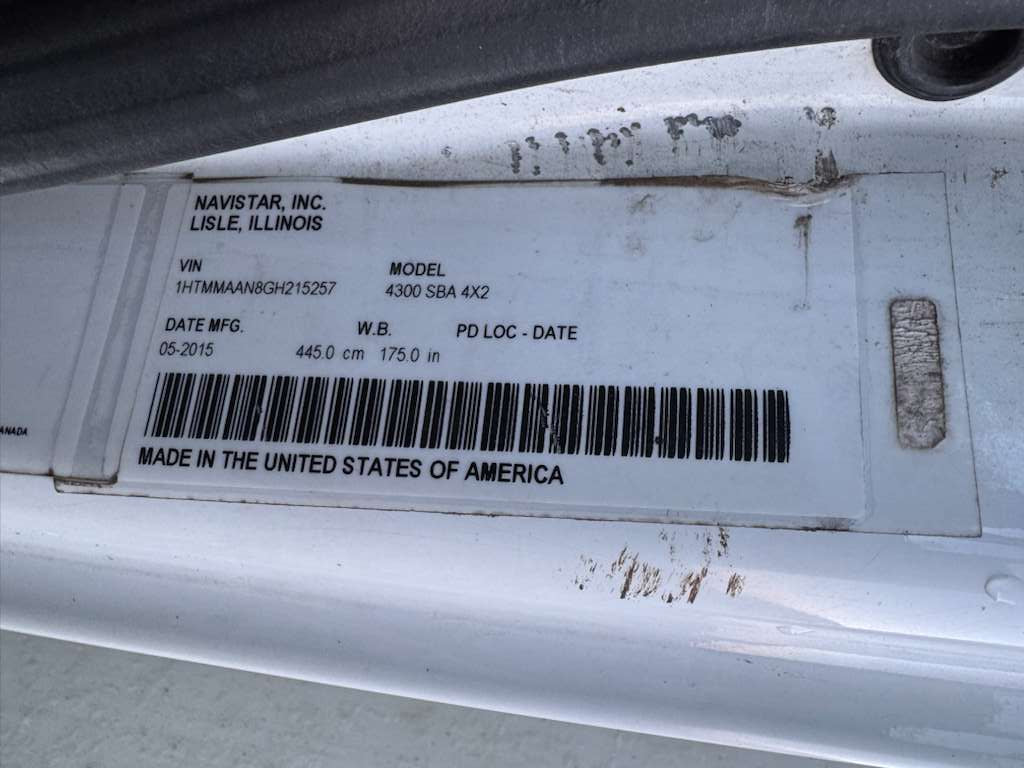 NAVISTAR, INC.
LISLE, ILLINOIS
VIN MODEL
1HTMMAAN8GH215257 4300 SBA 4X2
DATE MFG. W.B. PD LOC - DATE
05-2015 445.0 cm 175.0 in
MADE IN THE UNITED STATES OF AMERICA
ANADA